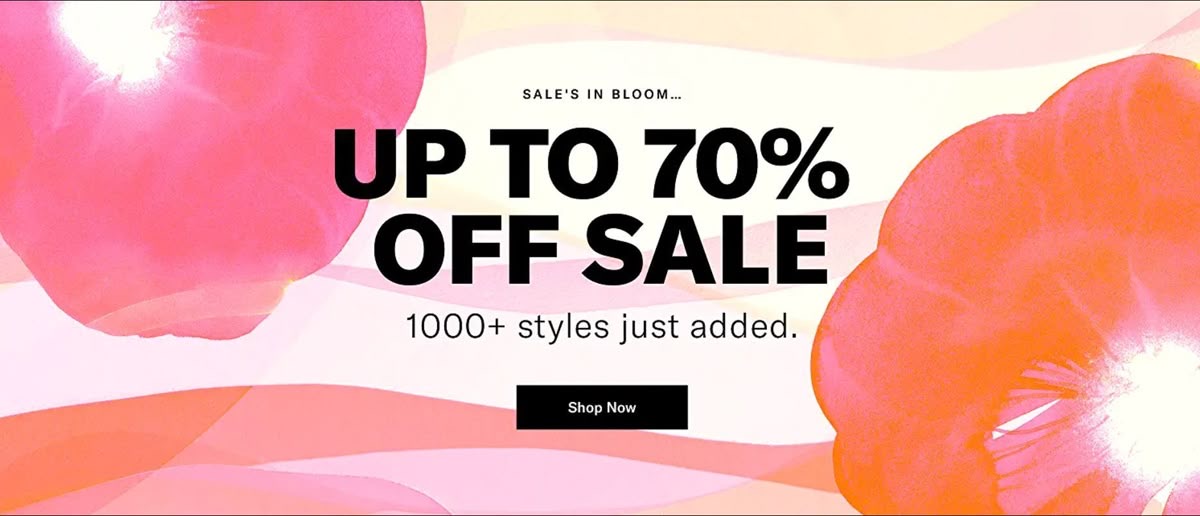 SALE'S IN BLOOM...
UP TO 70%
OFF SALE
1000+ styles just added.
Shop Now